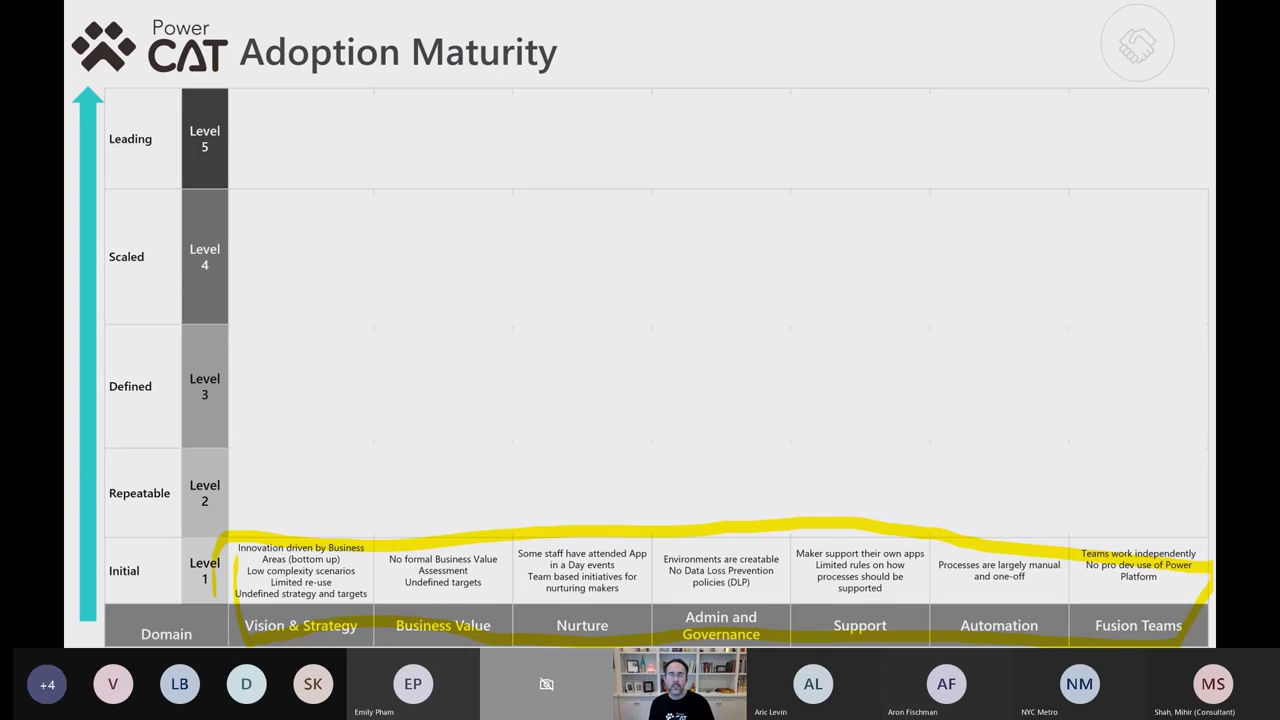 Power
CAT
Adoption Maturity
Leading
Level
5
Scaled
Level
4
Defined
Level
3
Repeatable
Level
2
Initial
Level
1
Innovation driven by Business
Areas (bottom up)
Low complexity scenarios
Limited re-use
Undefined strategy and targets
No formal Business Value
Assessment
Undefined targets
Some staff have attended App
in a Day events
Team based initiatives for
nurturing makers
Environments are creatable
No Data Loss Prevention
policies (DLP)
Maker support their own apps
Limited rules on how
processes should be
supported
Processes are largely manual
and one-off
Teams work independently
No pro dev use of Power
Platform
Domain
Vision & Strategy
Business Value
Nurture
Admin and
Governance
Support
Automation
Fusion Teams
+4
V
LB
D
SK
EP
Emily Pham
CAT
AL
Aric Levin
AF
Aron Fischman
NM
NYC Metro
MS
Shah, Mihir (Consultant)